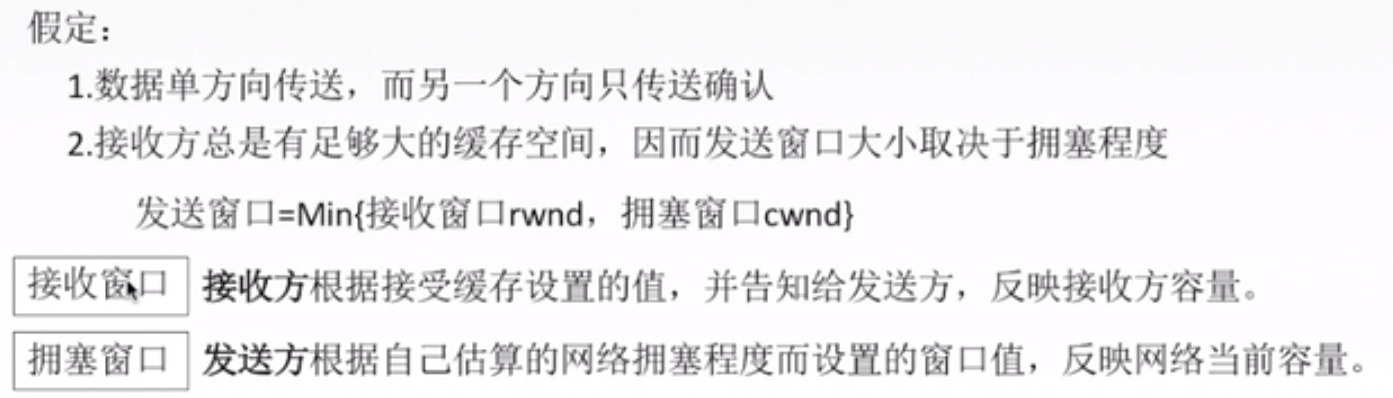 假定：
1.数据单方向传送，而另一个方向只传送确认
2.接收方总是有足够大的缓存空间，因而发送窗口大小取决于拥塞程度
发送窗口=Min{接收窗口rwnd，拥塞窗口cwnd}
接收窗口 接收方根据接受缓存设置的值，并告知给发送方，反映接收方容量。
拥塞窗口 发送方根据自己估算的网络拥塞程度而设置的窗口值，反映网络当前容量。